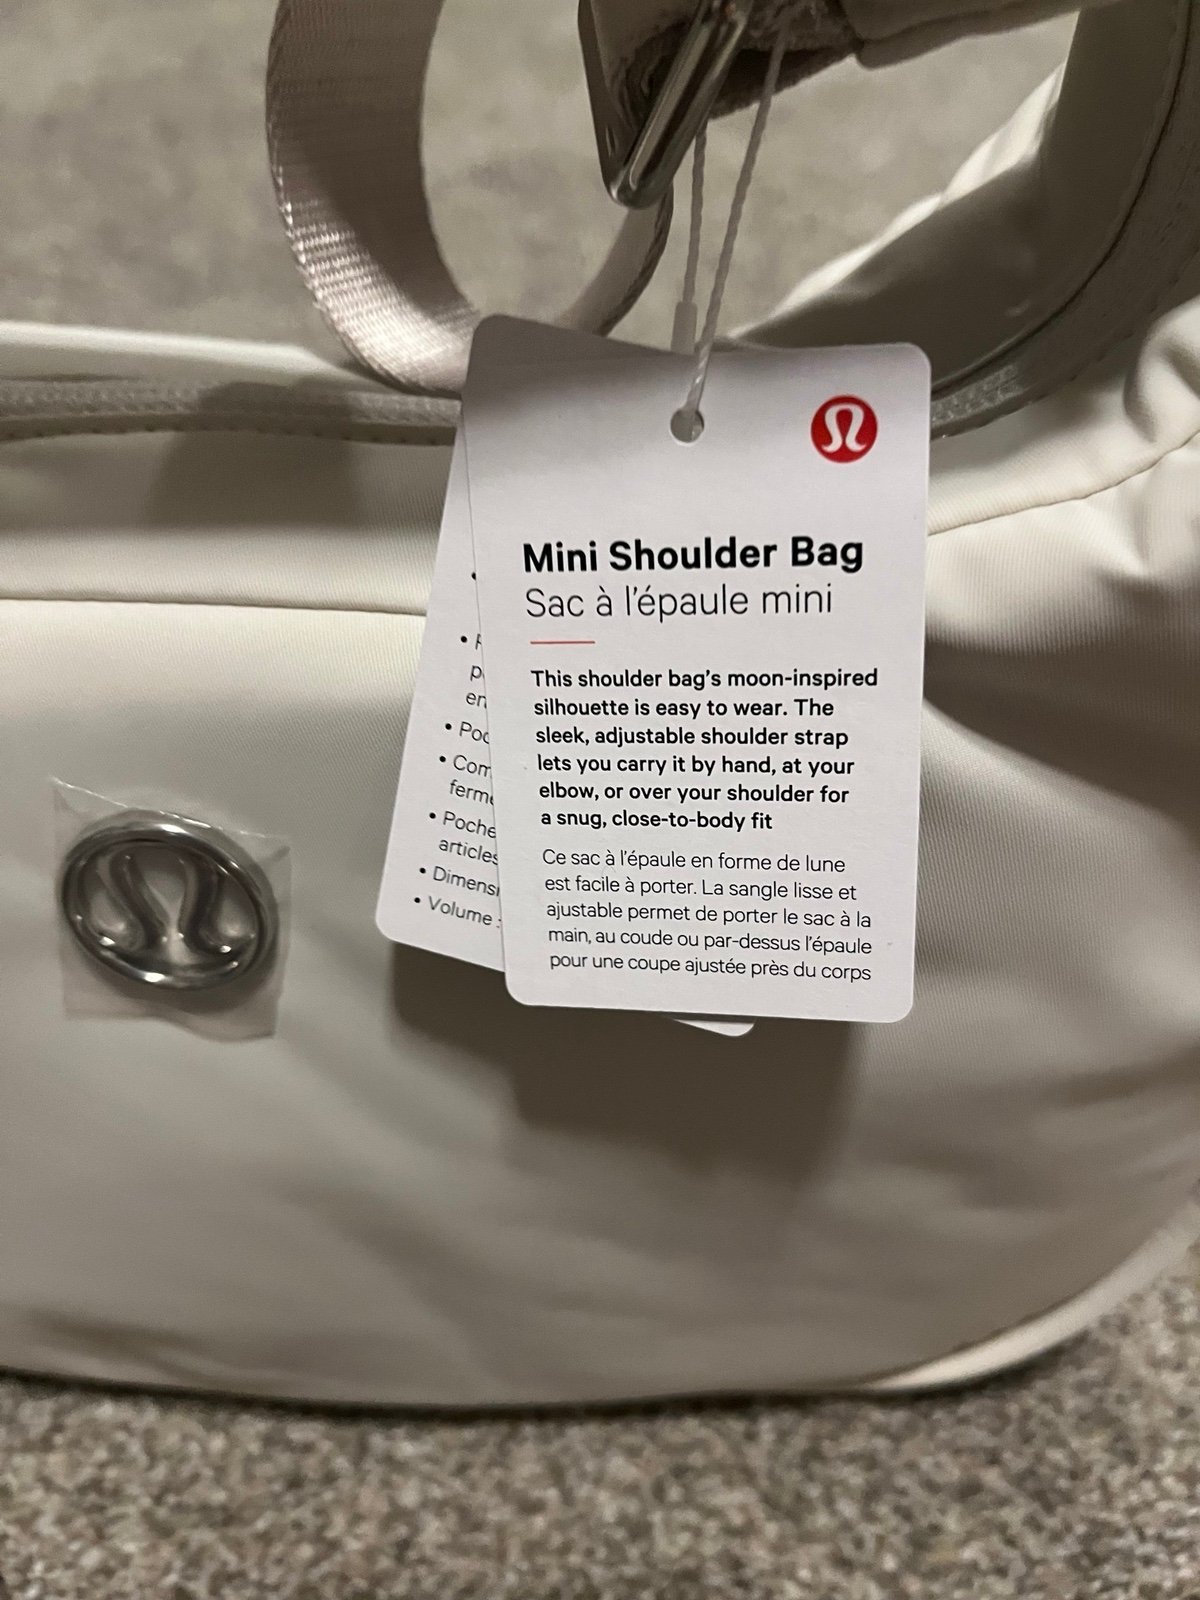 Mini Shoulder Bag
Sac à l'épaule mini
This shoulder bag's moon-inspired
silhouette is easy to wear. The
sleek, adjustable shoulder strap
lets you carry it by hand, at your
elbow, or over your shoulder for
a snug, close-to-body fit
Ce sac à l'épaule en forme de lune
est facile à porter. La sangle lisse et
ajustable permet de porter le sac à la
main, au coude ou par-dessus l'épaule
pour une coupe ajustée près du corps
• Poche
articles
• Volume :